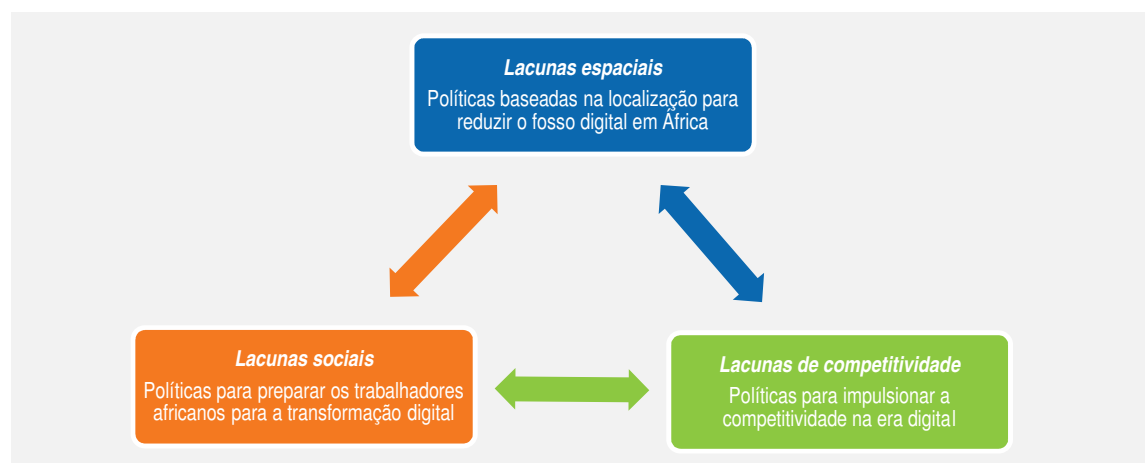 Lacunas espaciais
Políticas baseadas na localização para
reduzir o fosso digital em África
Lacunas sociais
Políticas para preparar os trabalhadores
africanos para a transformação digital
Lacunas de competitividade
Políticas para impulsionar a
competitividade na era digital